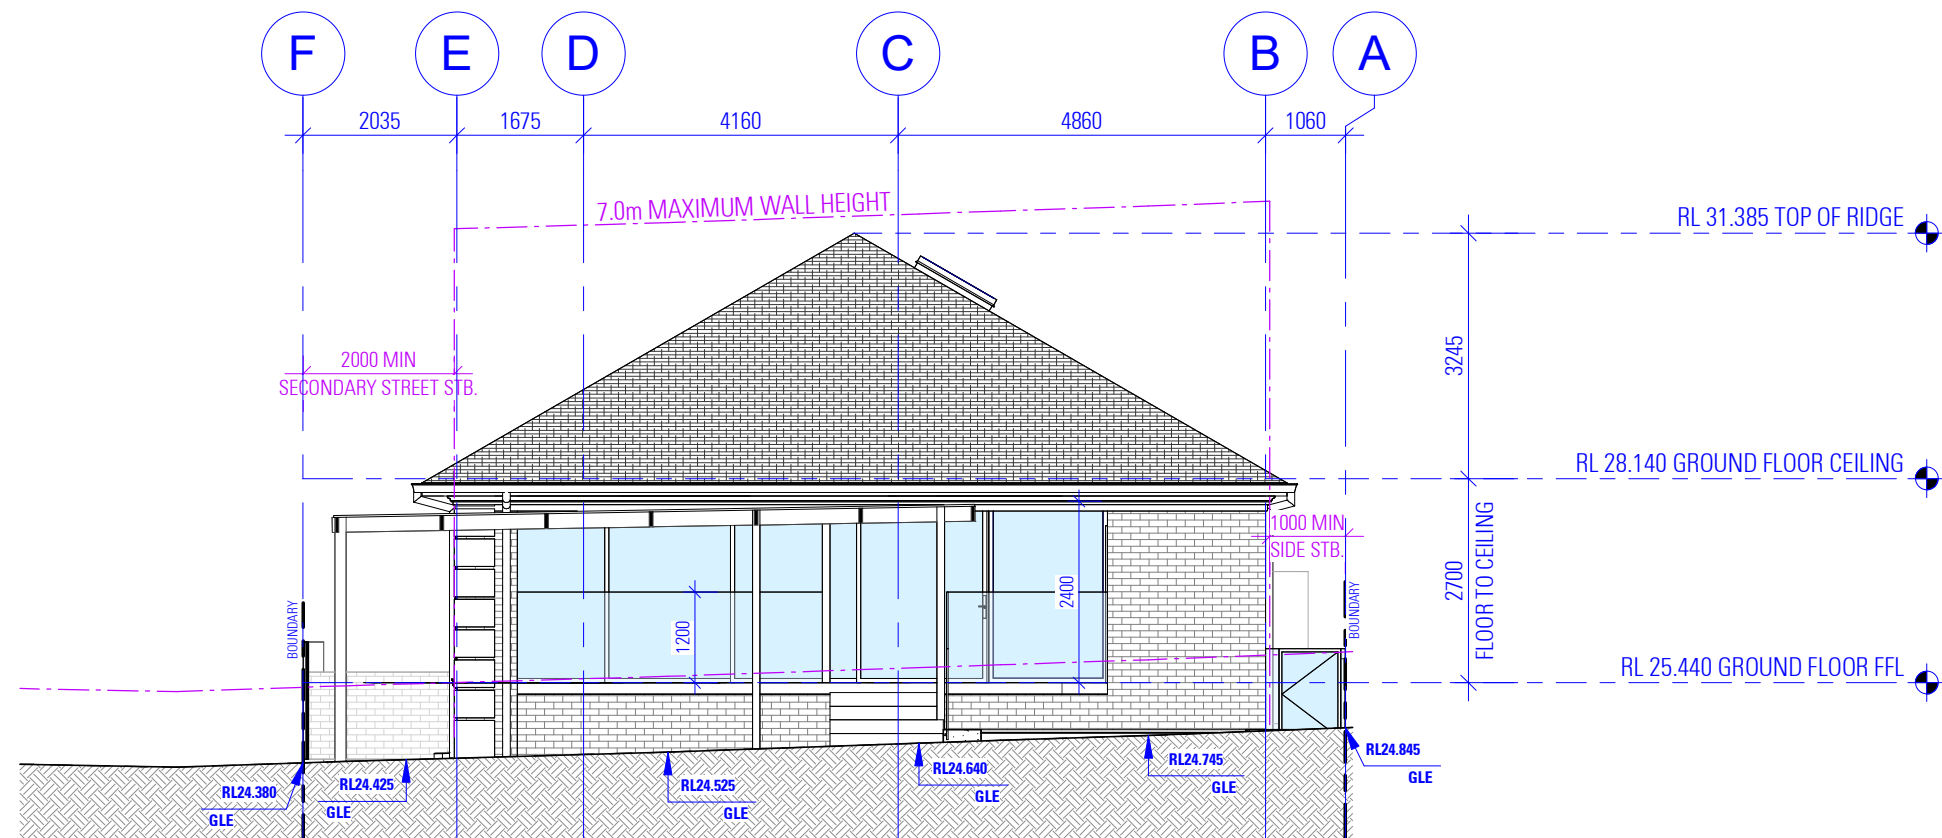 F E D C B A
2035 1675 4160 4860 1060
7.0m MAXIMUM WALL HEIGHT
RL 31.385 TOP OF RIDGE
3245
2000 MIN
SECONDARY STREET STB.
RL 28.140 GROUND FLOOR CEILING
1000 MIN
SIDE STB.
2700
FLOOR TO CEILING
2400
1200
BOUNDARY
BOUNDARY
RL 25.440 GROUND FLOOR FFL
RL24.380
GLE
RL24.425
GLE
RL24.525
GLE
RL24.640
GLE
RL24.745
GLE
RL24.845
GLE